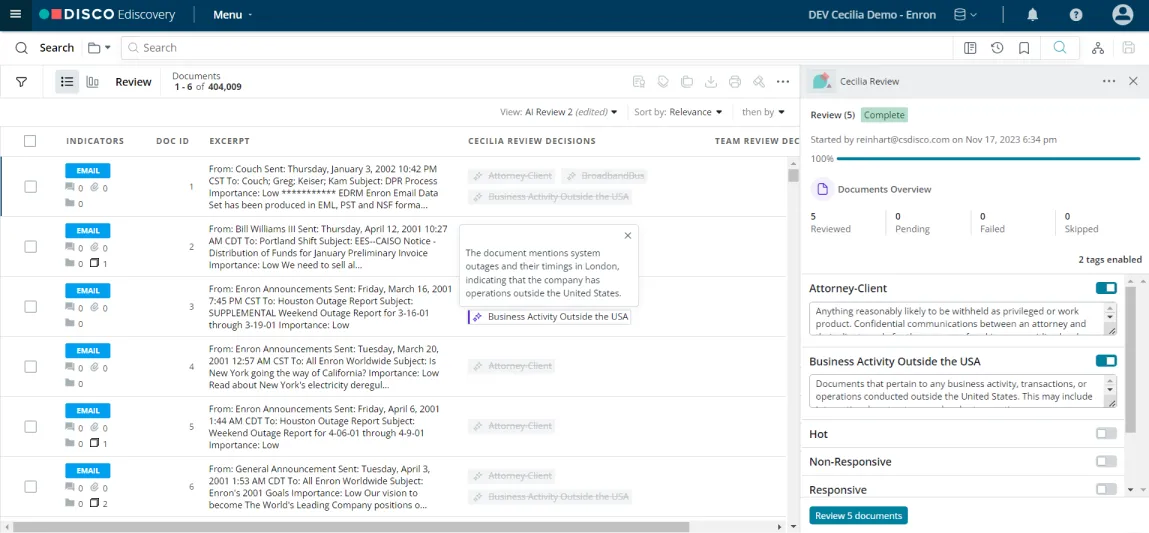 DISCO Ediscovery
Menu
DEV Cecilia Demo - Enron
Search
Search
Review
Documents
1 - 6 of 404,009
View: AI Review 2 (edited)
Sort by: Relevance
then by
INDICATORS
DOC ID
EXCERPT
CECILIA REVIEW DECISIONS
TEAM REVIEW DEC
EMAIL
0 0
0
1
From: Couch Sent: Thursday, January 3, 2002 10:42 PM
CST To: Couch; Greg; Keiser; Kam Subject: DPR Process
Importance: Low *********** EDRM Enron Email Data
Set has been produced in EML, PST and NSF forma...
Attorney-Client
BroadbandBus
Business Activity Outside the USA
EMAIL
0 0
0 1
2
From: Bill Williams III Sent: Thursday, April 12, 2001 10:27
AM CDT To: Portland Shift Subject: EES--CAISO Notice -
Distribution of Funds for January Preliminary Invoice
Importance: Low We need to sell al...
The document mentions system
outages and their timings in London,
indicating that the company has
operations outside the United States.
EMAIL
0 0
0
3
From: Enron Announcements Sent: Friday, March 16, 2001
7:45 PM CST To: Houston Outage Report Subject:
SUPPLEMENTAL Weekend Outage Report for 3-16-01
through 3-19-01 Importance: Low
Business Activity Outside the USA
EMAIL
0 0
0
4
From: Enron Announcements Sent: Tuesday, March 20,
2001 12:57 AM CST To: All Enron Worldwide Subject: Is
New York going the way of California? Importance: Low
Read about New York's electricity deregul...
Attorney-Client
EMAIL
0 0
0 1
5
From: Enron Announcements Sent: Friday, April 6, 2001
1:44 AM CDT To: Houston Outage Report Subject:
Weekend Outage Report for 4-06-01 through 4-9-01
Importance: Low
Attorney-Client
EMAIL
0 0
0 2
6
From: General Announcement Sent: Tuesday, April 3,
2001 1:53 AM CDT To: All Enron Worldwide Subject:
Enron's 2001 Goals Importance: Low Our vision to
become The World's Leading Company positions o...
Attorney-Client
Business Activity Outside the USA
Cecilia Review
Review (5) Complete
Started by reinhart@csdisco.com on Nov 17, 2023 6:34 pm
100%
Documents Overview
5
Reviewed
0
Pending
0
Failed
0
Skipped
2 tags enabled
Attorney-Client
Anything reasonably likely to be withheld as privileged or work
product. Confidential communications between an attorney and
Business Activity Outside the USA
Documents that pertain to any business activity, transactions, or
operations conducted outside the United States. This may include
Hot
Non-Responsive
Responsive
Review 5 documents